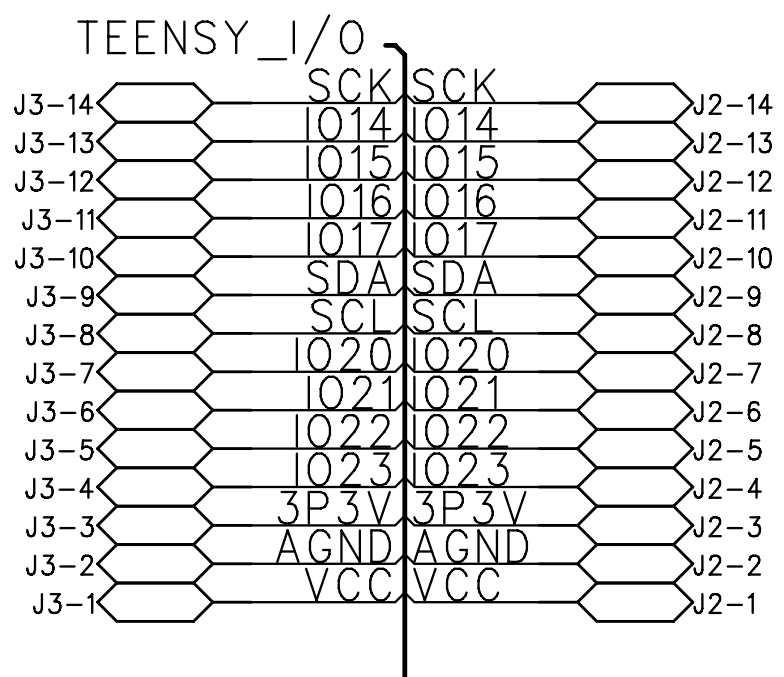 TEENSY_I/O
J3-14 SCK SCK J2-14
J3-13 IO14 IO14 J2-13
J3-12 IO15 IO15 J2-12
J3-11 IO16 IO16 J2-11
J3-10 IO17 IO17 J2-10
J3-9 SDA SDA J2-9
J3-8 SCL SCL J2-8
J3-7 IO20 IO20 J2-7
J3-6 IO21 IO21 J2-6
J3-5 IO22 IO22 J2-5
J3-4 IO23 IO23 J2-4
J3-3 3P3V 3P3V J2-3
J3-2 AGND AGND J2-2
J3-1 VCC VCC J2-1